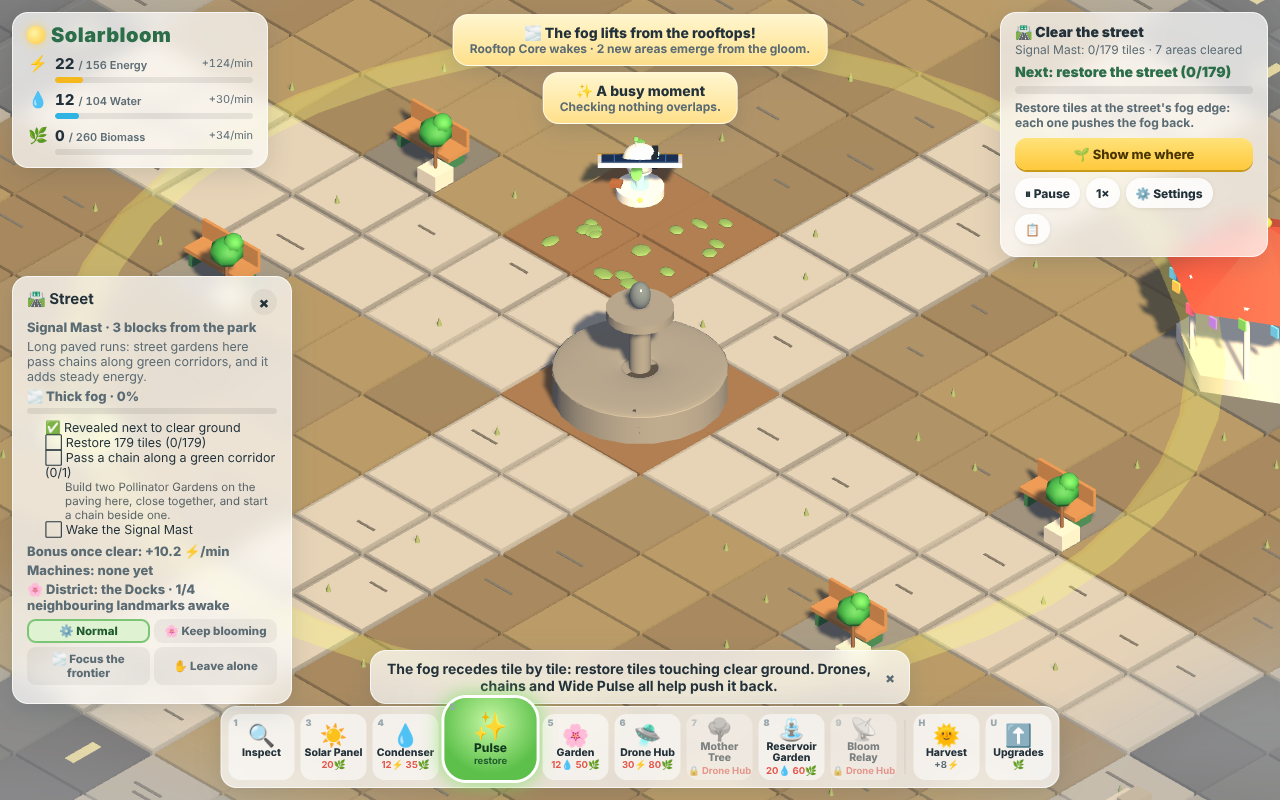 Solarbloom
⚡ 22 / 156 Energy +124/min
💧 12 / 104 Water +30/min
🌿 0 / 260 Biomass +34/min
🌫️ The fog lifts from the rooftops!
Rooftop Core wakes · 2 new areas emerge from the gloom.
✨ A busy moment
Checking nothing overlaps.
🛣️ Clear the street
Signal Mast: 0/179 tiles · 7 areas cleared
Next: restore the street (0/179)
Restore tiles at the street's fog edge:
each one pushes the fog back.
🌱 Show me where
⏸ Pause 1× ⚙️ Settings
📋
🛣️ Street ×
Signal Mast · 3 blocks from the park
Long paved runs: street gardens here
pass chains along green corridors, and it
adds steady energy.
🌫️ Thick fog · 0%
✅ Revealed next to clear ground
⬜ Restore 179 tiles (0/179)
⬜ Pass a chain along a green corridor
(0/1)
Build two Pollinator Gardens on the
paving here, close together, and start
a chain beside one.
⬜ Wake the Signal Mast
Bonus once clear: +10.2 ⚡/min
Machines: none yet
🌸 District: the Docks · 1/4
neighbouring landmarks awake
⚙️ Normal 🌸 Keep blooming
🌫️ Focus the
frontier
✋ Leave alone
The fog recedes tile by tile: restore tiles touching clear ground. Drones,
chains and Wide Pulse all help push it back. ×
1 Inspect
3 Solar Panel
20🌿
4 Condenser
12⚡ 35🌿
✨ Pulse
restore
5 Garden
12💧 50🌿
6 Drone Hub
30⚡ 80🌿
7 Mother
Tree
🔒 Drone Hub
8 Reservoir
Garden
20💧 60🌿
9 Bloom
Relay
🔒 Drone Hub
H Harvest
+8⚡
U Upgrades
🌿